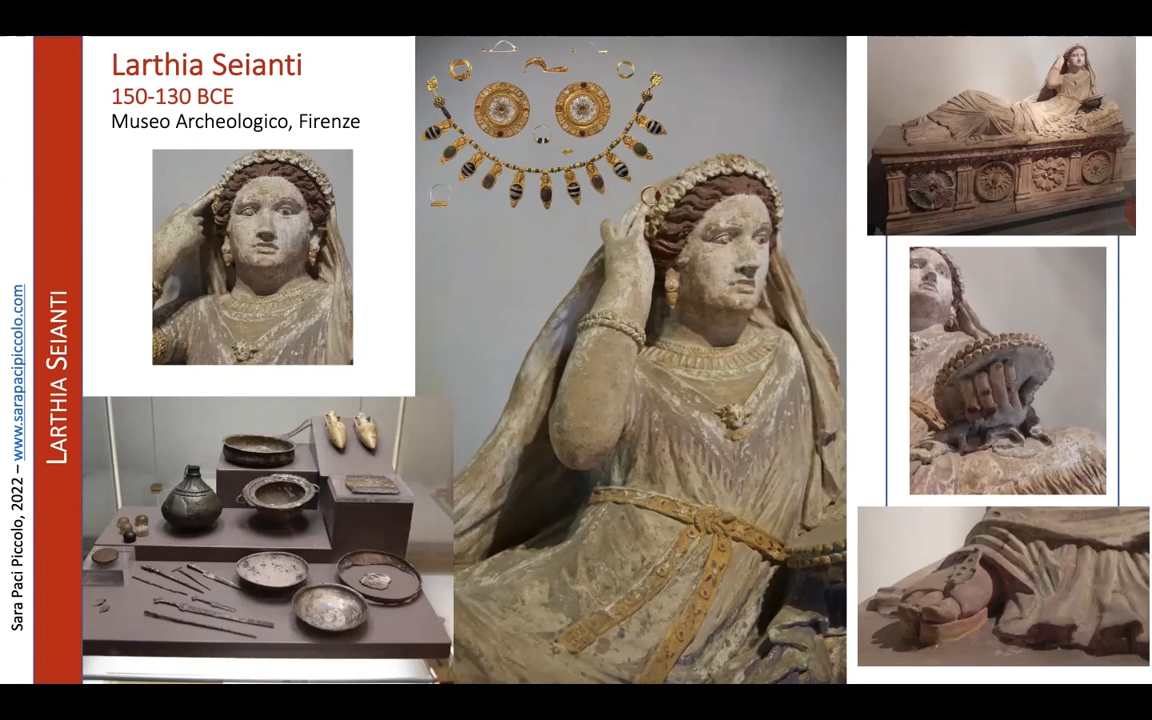 Larthia Seianti
150-130 BCE
Museo Archeologico, Firenze
LARTHIA SEIANTI
Sara Paci Piccolo, 2022 – www.sarapacipiccolo.com